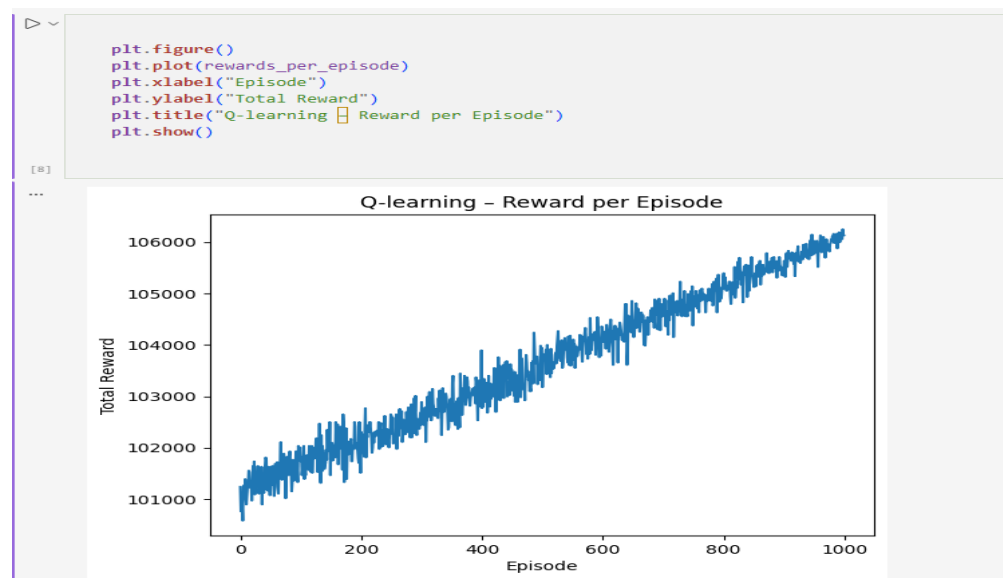 plt.figure()
plt.plot(rewards_per_episode)
plt.xlabel("Episode")
plt.ylabel("Total Reward")
plt.title("Q-learning – Reward per Episode")
plt.show()
[8]
...
Q-learning – Reward per Episode
106000
105000
104000
103000
102000
101000
Total Reward
0 200 400 600 800 1000
Episode